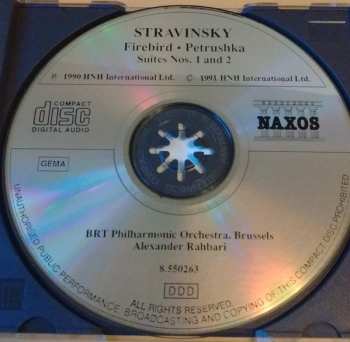 STRAVINSKY
Firebird • Petrushka
Suites Nos. 1 and 2
℗ 1990 HNH International Ltd. © 1991 HNH International Ltd.
COMPACT
disc
DIGITAL AUDIO
NAXOS
GEMA
BRT Philharmonic Orchestra, Brussels
Alexander Rahbari
8.550263
DDD
ALL RIGHTS RESERVED.
UNAUTHORISED PUBLIC PERFORMANCE, BROADCASTING AND COPYING OF THIS COMPACT DISC PROHIBITED